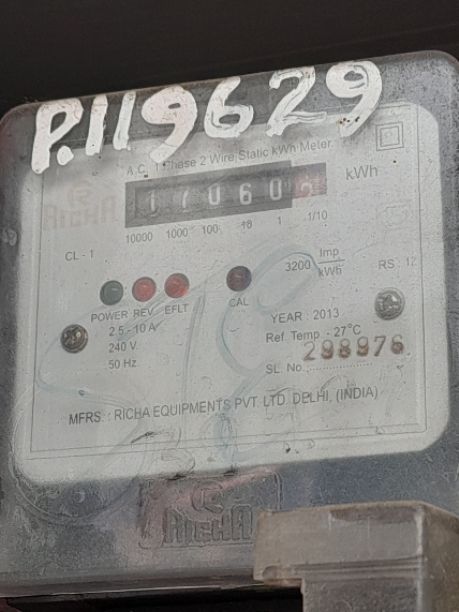 P.119629
A.C. 1 Phase 2 Wire Static kWh Meter
RICHA
17060
kWh
10000 1000 100 10 1 1/10
CL - 1
3200 Imp/kWh
RS : 12
POWER REV EFLT
CAL
2.5 - 10 A
240 V.
50 Hz.
YEAR : 2013
Ref. Temp - 27°C
SL. No. 298976
MFRS. : RICHA EQUIPMENTS PVT. LTD. DELHI, (INDIA)
RICHA